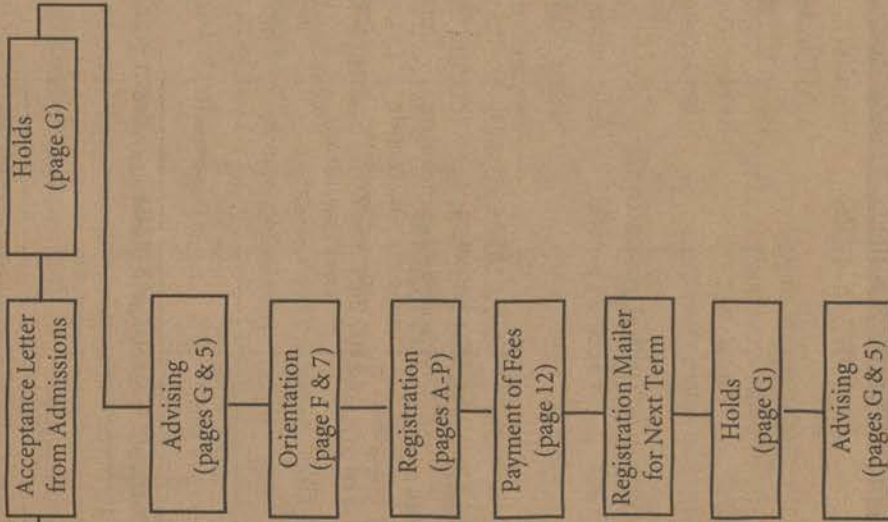 Acceptance Letter
from Admissions
Holds
(page G)
Advising
(pages G & 5)
Orientation
(page F & 7)
Registration
(pages A-P)
Payment of Fees
(page 12)
Registration Mailer
for Next Term
Holds
(page G)
Advising
(pages G & 5)